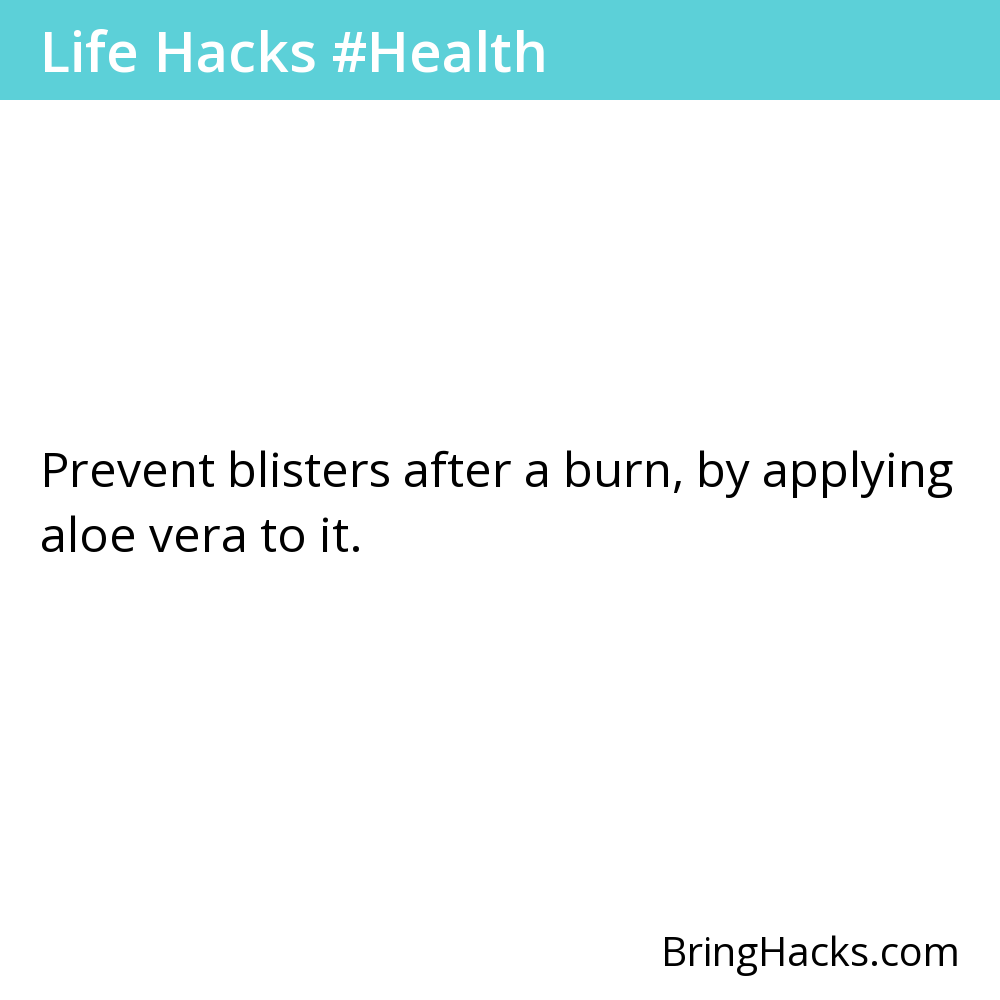 Life Hacks #Health
Prevent blisters after a burn, by applying
aloe vera to it.
BringHacks.com